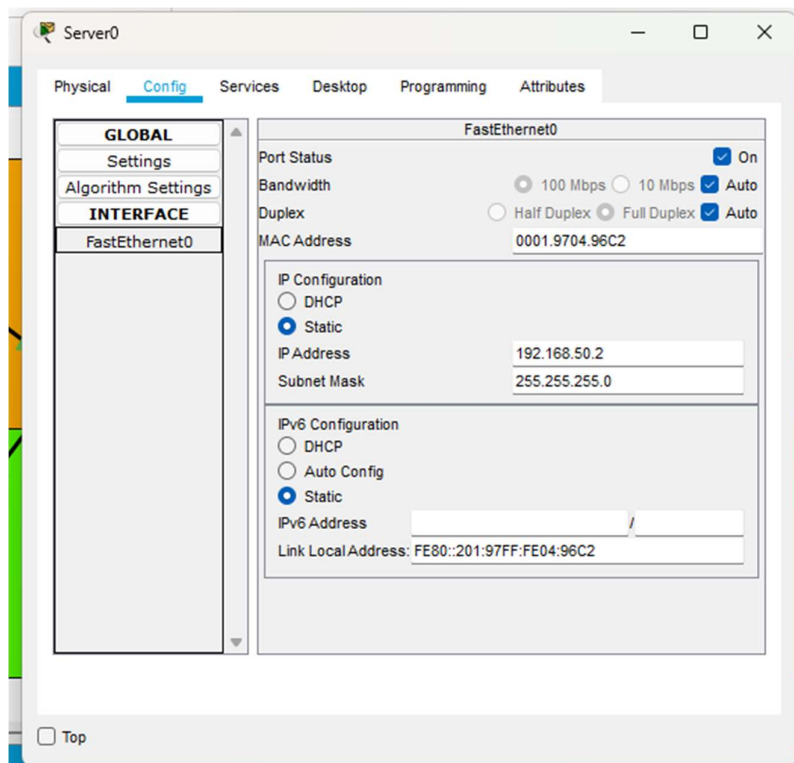 Server0
Physical Config Services Desktop Programming Attributes
GLOBAL
Settings
Algorithm Settings
INTERFACE
FastEthernet0
FastEthernet0
Port Status On
Bandwidth 100 Mbps 10 Mbps Auto
Duplex Half Duplex Full Duplex Auto
MAC Address 0001.9704.96C2
IP Configuration
DHCP
Static
IP Address 192.168.50.2
Subnet Mask 255.255.255.0
IPv6 Configuration
DHCP
Auto Config
Static
IPv6 Address /
Link Local Address: FE80::201:97FF:FE04:96C2
Top